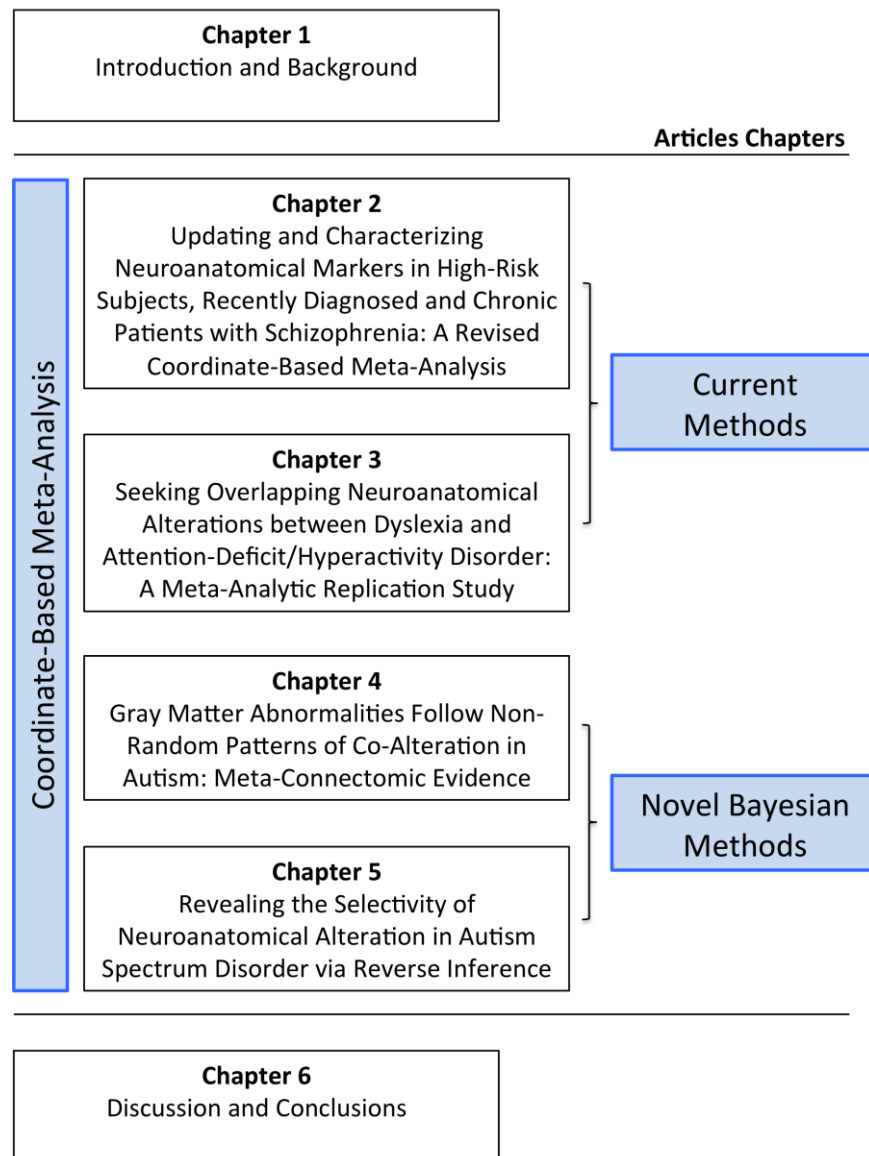 Chapter 1
Introduction and Background
Articles Chapters
Coordinate-Based Meta-Analysis
Chapter 2
Updating and Characterizing
Neuroanatomical Markers in High-Risk
Subjects, Recently Diagnosed and Chronic
Patients with Schizophrenia: A Revised
Coordinate-Based Meta-Analysis
Chapter 3
Seeking Overlapping Neuroanatomical
Alterations between Dyslexia and
Attention-Deficit/Hyperactivity Disorder:
A Meta-Analytic Replication Study
Current
Methods
Chapter 4
Gray Matter Abnormalities Follow Non-
Random Patterns of Co-Alteration in
Autism: Meta-Connectomic Evidence
Chapter 5
Revealing the Selectivity of
Neuroanatomical Alteration in Autism
Spectrum Disorder via Reverse Inference
Novel Bayesian
Methods
Chapter 6
Discussion and Conclusions